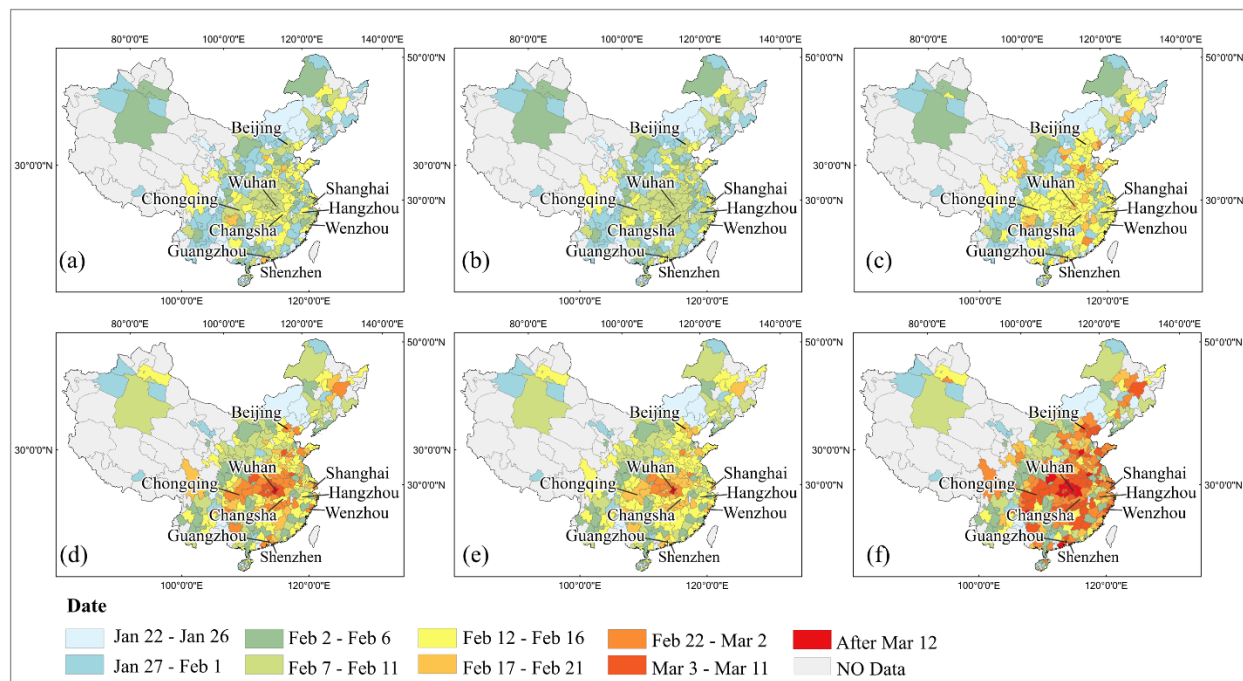 80°0'0"E 100°0'0"E 120°0'0"E 140°0'0"E
80°0'0"E 100°0'0"E 120°0'0"E 140°0'0"E
80°0'0"E 100°0'0"E 120°0'0"E 140°0'0"E
50°0'0"N
50°0'0"N
50°0'0"N
30°0'0"N
30°0'0"N
30°0'0"N
30°0'0"N
30°0'0"N
30°0'0"N
Beijing
Wuhan
Shanghai
Chongqing
Hangzhou
Changsha
Wenzhou
Guangzhou
Shenzhen
(a)
Beijing
Wuhan
Shanghai
Chongqing
Hangzhou
Changsha
Wenzhou
Guangzhou
Shenzhen
(b)
Beijing
Wuhan
Shanghai
Chongqing
Hangzhou
Changsha
Wenzhou
Guangzhou
Shenzhen
(c)
100°0'0"E 120°0'0"E
100°0'0"E 120°0'0"E
100°0'0"E 120°0'0"E
80°0'0"E 100°0'0"E 120°0'0"E 140°0'0"E
80°0'0"E 100°0'0"E 120°0'0"E 140°0'0"E
80°0'0"E 100°0'0"E 120°0'0"E 140°0'0"E
50°0'0"N
50°0'0"N
50°0'0"N
30°0'0"N
30°0'0"N
30°0'0"N
30°0'0"N
30°0'0"N
30°0'0"N
Beijing
Wuhan
Shanghai
Chongqing
Hangzhou
Changsha
Wenzhou
Guangzhou
Shenzhen
(d)
Beijing
Wuhan
Shanghai
Chongqing
Hangzhou
Changsha
Wenzhou
Guangzhou
Shenzhen
(e)
Beijing
Wuhan
Shanghai
Chongqing
Hangzhou
Changsha
Wenzhou
Guangzhou
Shenzhen
(f)
100°0'0"E 120°0'0"E
100°0'0"E 120°0'0"E
100°0'0"E 120°0'0"E
Date
Jan 22 - Jan 26
Feb 2 - Feb 6
Feb 12 - Feb 16
Feb 22 - Mar 2
After Mar 12
Jan 27 - Feb 1
Feb 7 - Feb 11
Feb 17 - Feb 21
Mar 3 - Mar 11
NO Data